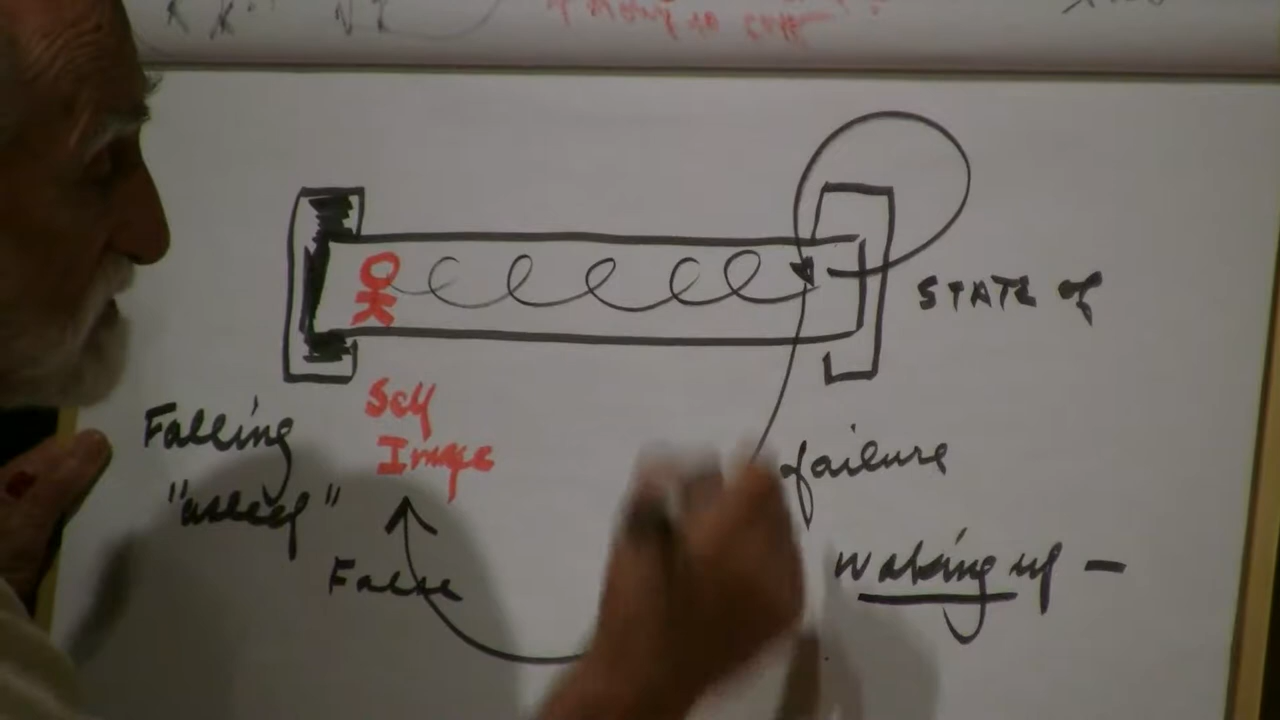 STATE of
Self
Image
Falling
"asleep"
failure
False
Waking up –